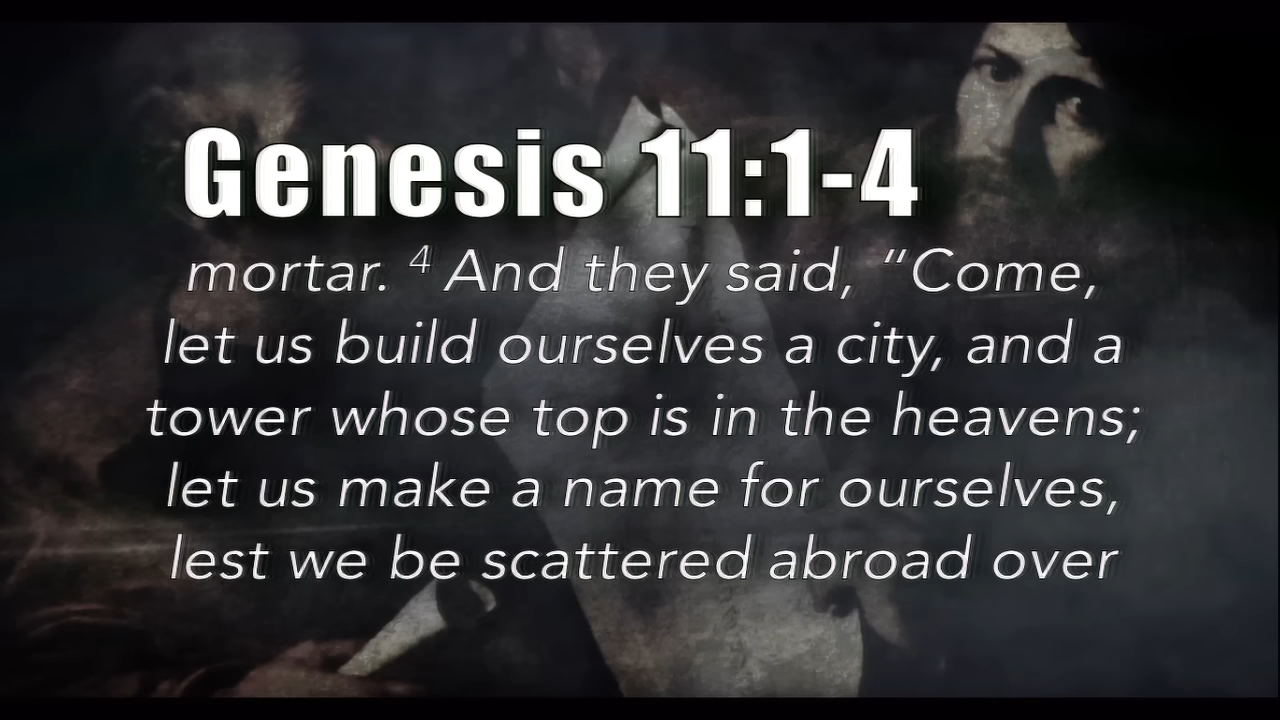 Genesis 11:1-4
mortar. ⁴ And they said, “Come,
let us build ourselves a city, and a
tower whose top is in the heavens;
let us make a name for ourselves,
lest we be scattered abroad over